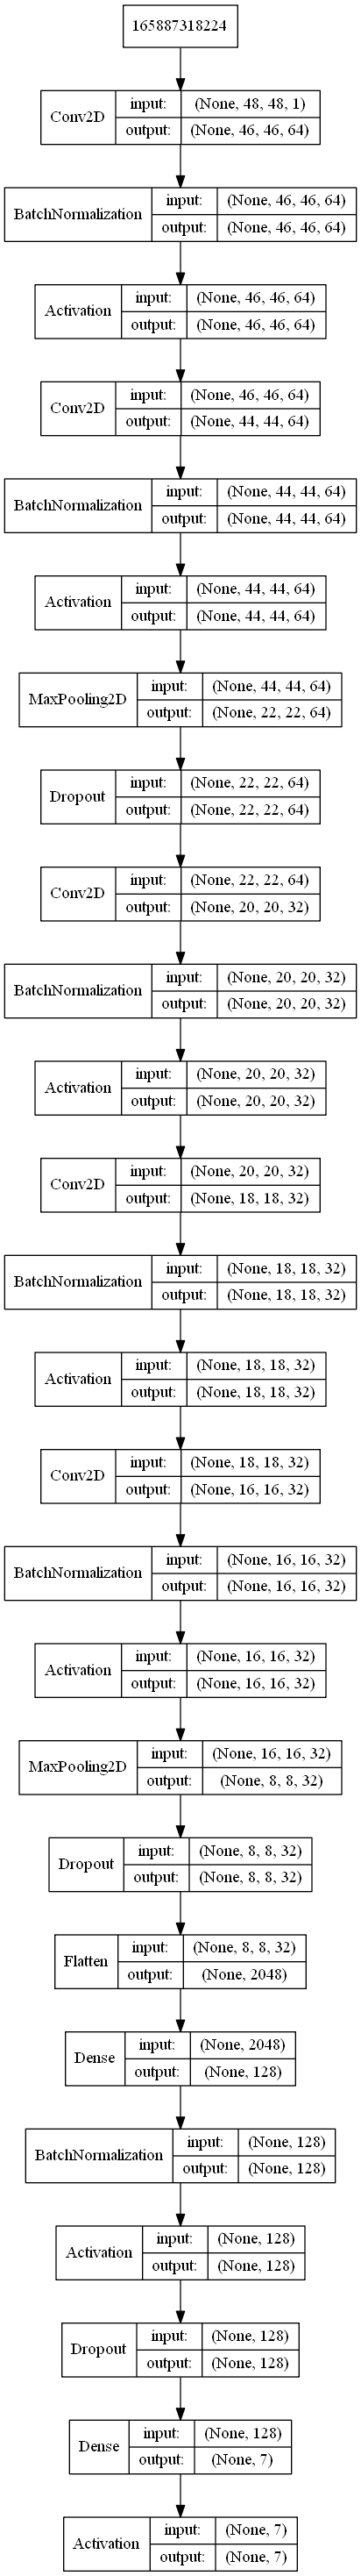 165887318224
Conv2D input: (None, 48, 48, 1)
output: (None, 46, 46, 64)
BatchNormalization input: (None, 46, 46, 64)
output: (None, 46, 46, 64)
Activation input: (None, 46, 46, 64)
output: (None, 46, 46, 64)
Conv2D input: (None, 46, 46, 64)
output: (None, 44, 44, 64)
BatchNormalization input: (None, 44, 44, 64)
output: (None, 44, 44, 64)
Activation input: (None, 44, 44, 64)
output: (None, 44, 44, 64)
MaxPooling2D input: (None, 44, 44, 64)
output: (None, 22, 22, 64)
Dropout input: (None, 22, 22, 64)
output: (None, 22, 22, 64)
Conv2D input: (None, 22, 22, 64)
output: (None, 20, 20, 32)
BatchNormalization input: (None, 20, 20, 32)
output: (None, 20, 20, 32)
Activation input: (None, 20, 20, 32)
output: (None, 20, 20, 32)
Conv2D input: (None, 20, 20, 32)
output: (None, 18, 18, 32)
BatchNormalization input: (None, 18, 18, 32)
output: (None, 18, 18, 32)
Activation input: (None, 18, 18, 32)
output: (None, 18, 18, 32)
Conv2D input: (None, 18, 18, 32)
output: (None, 16, 16, 32)
BatchNormalization input: (None, 16, 16, 32)
output: (None, 16, 16, 32)
Activation input: (None, 16, 16, 32)
output: (None, 16, 16, 32)
MaxPooling2D input: (None, 16, 16, 32)
output: (None, 8, 8, 32)
Dropout input: (None, 8, 8, 32)
output: (None, 8, 8, 32)
Flatten input: (None, 8, 8, 32)
output: (None, 2048)
Dense input: (None, 2048)
output: (None, 128)
BatchNormalization input: (None, 128)
output: (None, 128)
Activation input: (None, 128)
output: (None, 128)
Dropout input: (None, 128)
output: (None, 128)
Dense input: (None, 128)
output: (None, 7)
Activation input: (None, 7)
output: (None, 7)